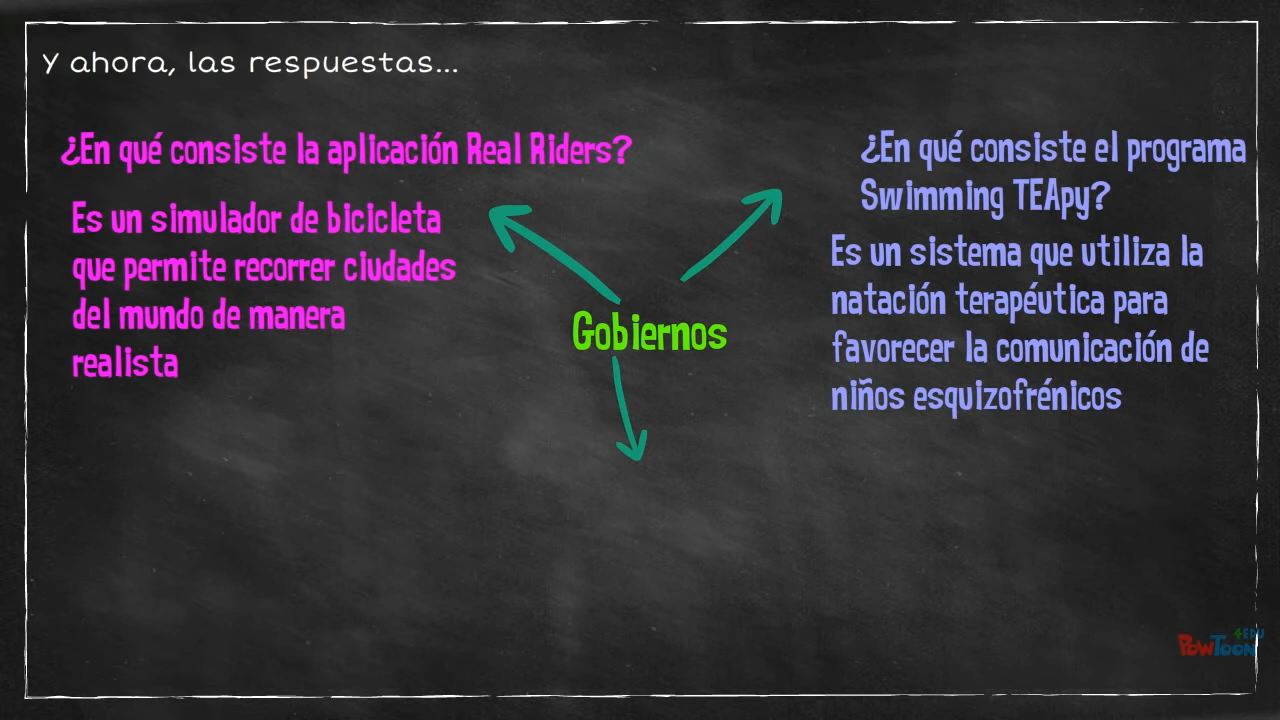 Y ahora, las respuestas...
¿En qué consiste la aplicación Real Riders?
Es un simulador de bicicleta
que permite recorrer ciudades
del mundo de manera
realista
Gobiernos
¿En qué consiste el programa
Swimming TEApy?
Es un sistema que utiliza la
natación terapéutica para
favorecer la comunicación de
niños esquizofrénicos
4EDU
PowToon